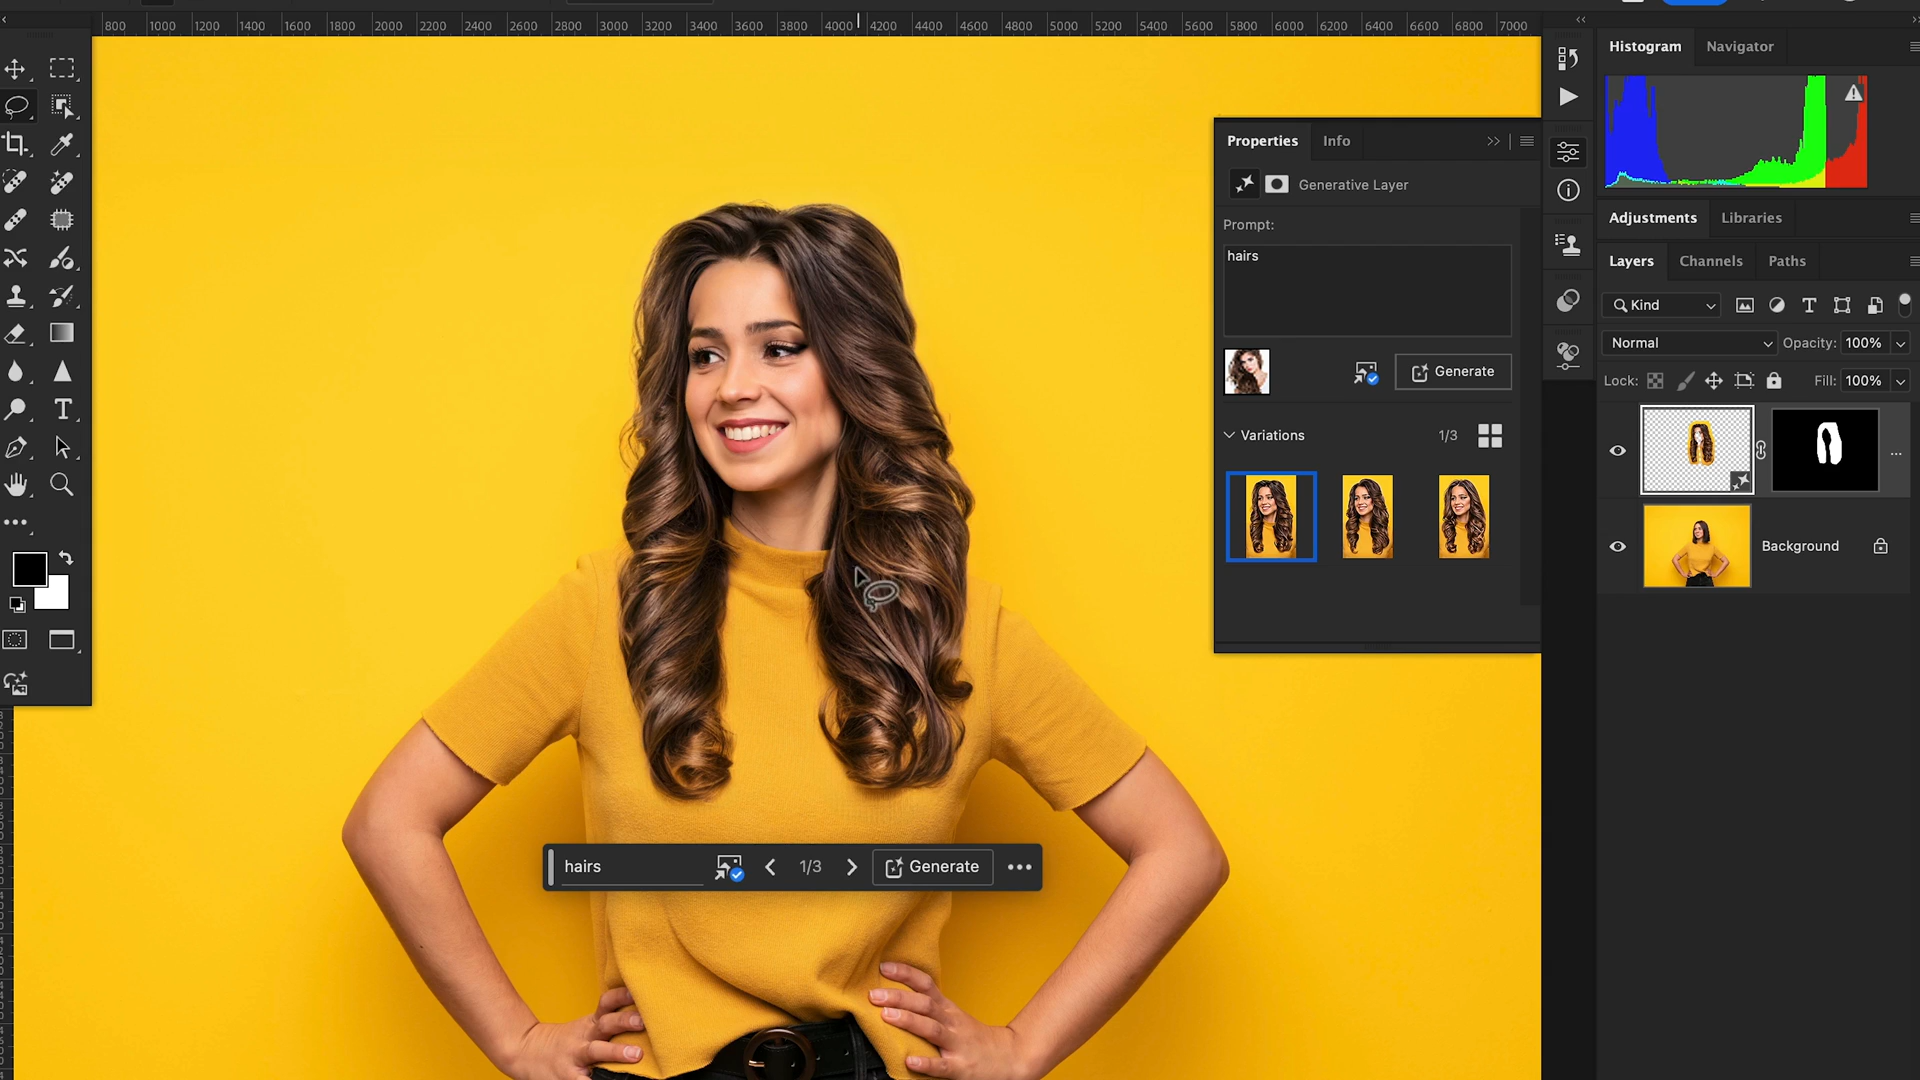 800 1000 1200 1400 1600 1800 2000 2200 2400 2600 2800 3000 3200 3400 3600 3800 4000 4200 4400 4600 4800 5000 5200 5400 5600 5800 6000 6200 6400 6600 6800 7000
Histogram Navigator
Properties Info
Generative Layer
Prompt:
hairs
Generate
Variations 1/3
Adjustments Libraries
Layers Channels Paths
Kind
Normal Opacity: 100%
Lock: Fill: 100%
Background
hairs 1/3 Generate